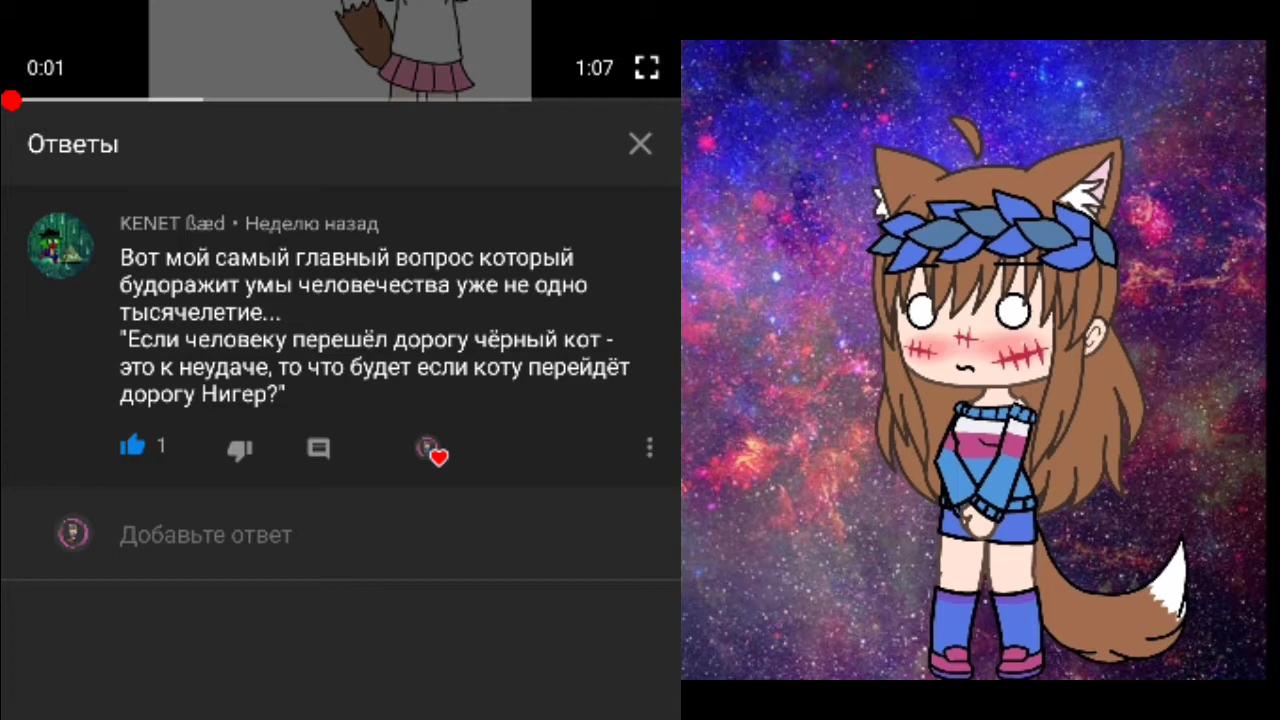 0:01
1:07
Ответы
KENET ßæd • Неделю назад
Вот мой самый главный вопрос который
будоражит умы человечества уже не одно
тысячелетие...
"Если человеку перешёл дорогу чёрный кот -
это к неудаче, то что будет если коту перейдёт
дорогу Нигер?"
1
Добавьте ответ